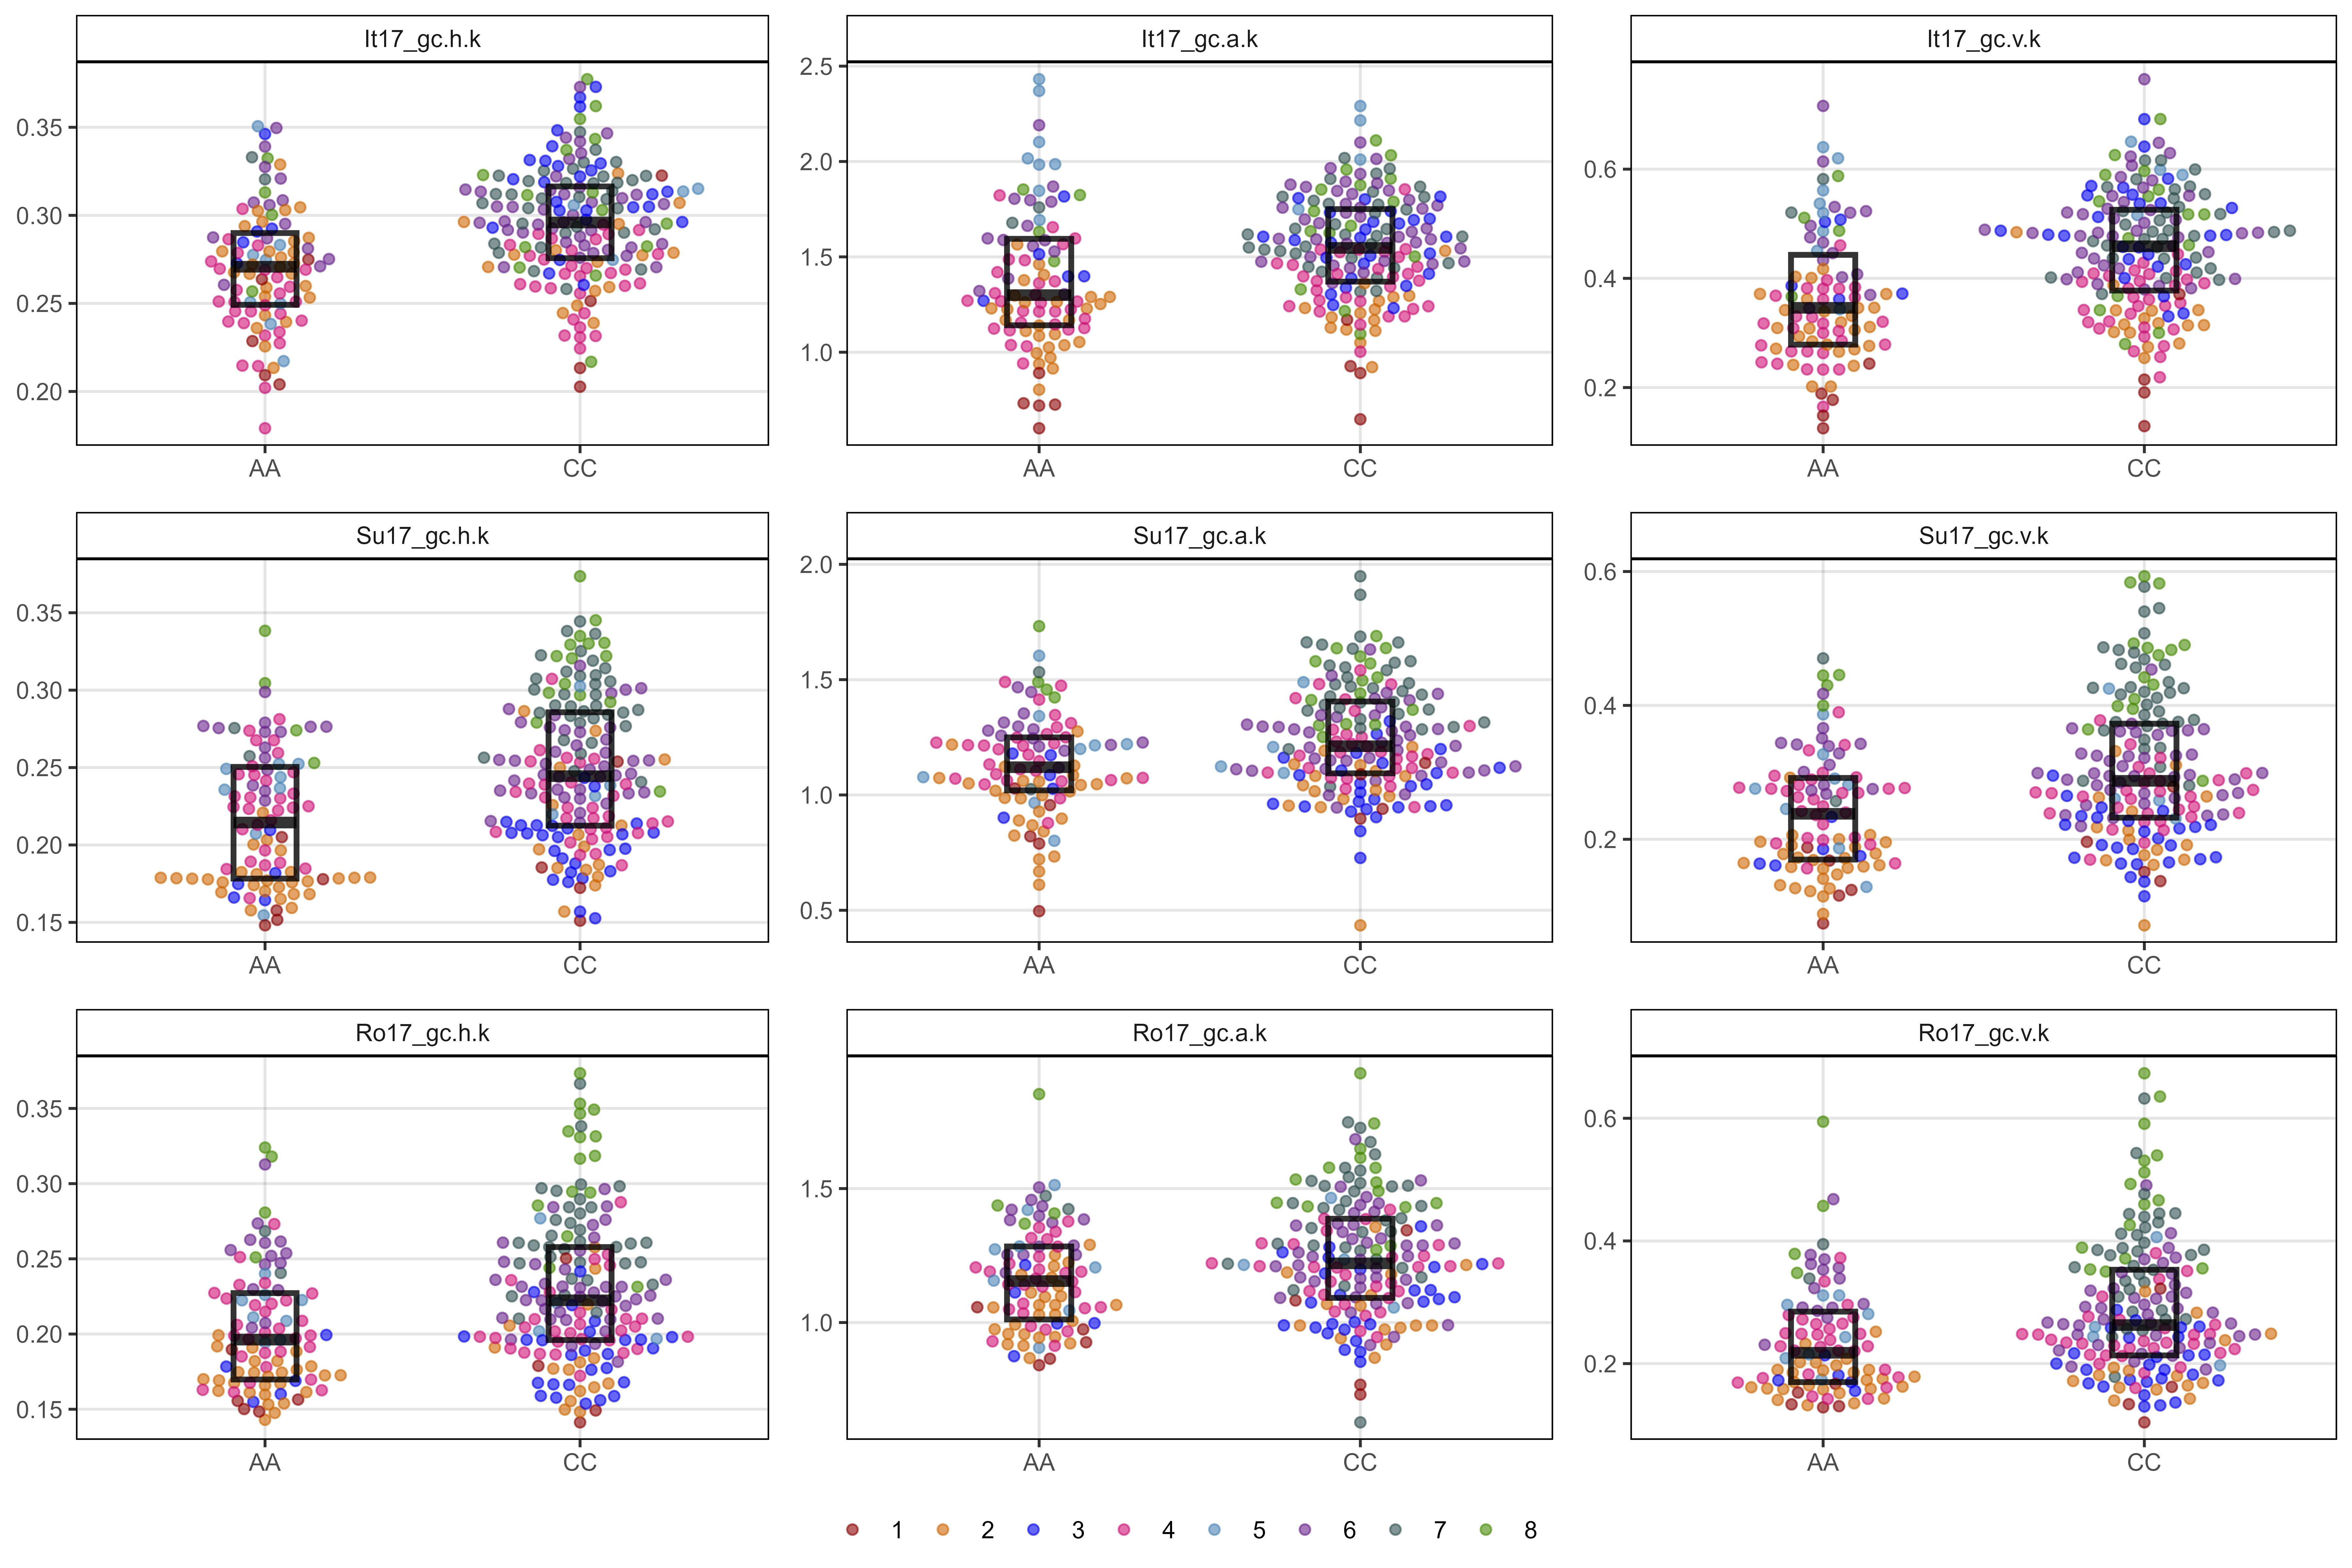 It17_gc.h.k It17_gc.a.k It17_gc.v.k
0.35
0.30
0.25
0.20
AA CC
2.5
2.0
1.5
1.0
AA CC
0.6
0.4
0.2
AA CC
Su17_gc.h.k Su17_gc.a.k Su17_gc.v.k
0.35
0.30
0.25
0.20
0.15
AA CC
2.0
1.5
1.0
0.5
AA CC
0.6
0.4
0.2
AA CC
Ro17_gc.h.k Ro17_gc.a.k Ro17_gc.v.k
0.35
0.30
0.25
0.20
0.15
AA CC
1.5
1.0
AA CC
0.6
0.4
0.2
AA CC
1 2 3 4 5 6 7 8